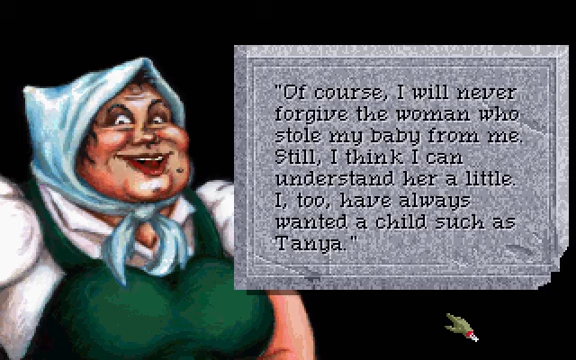 "Of course, I will never
forgive the woman who
stole my baby from me.
Still, I think I can
understand her a little.
I, too, have always
wanted a child such as
Tanya."